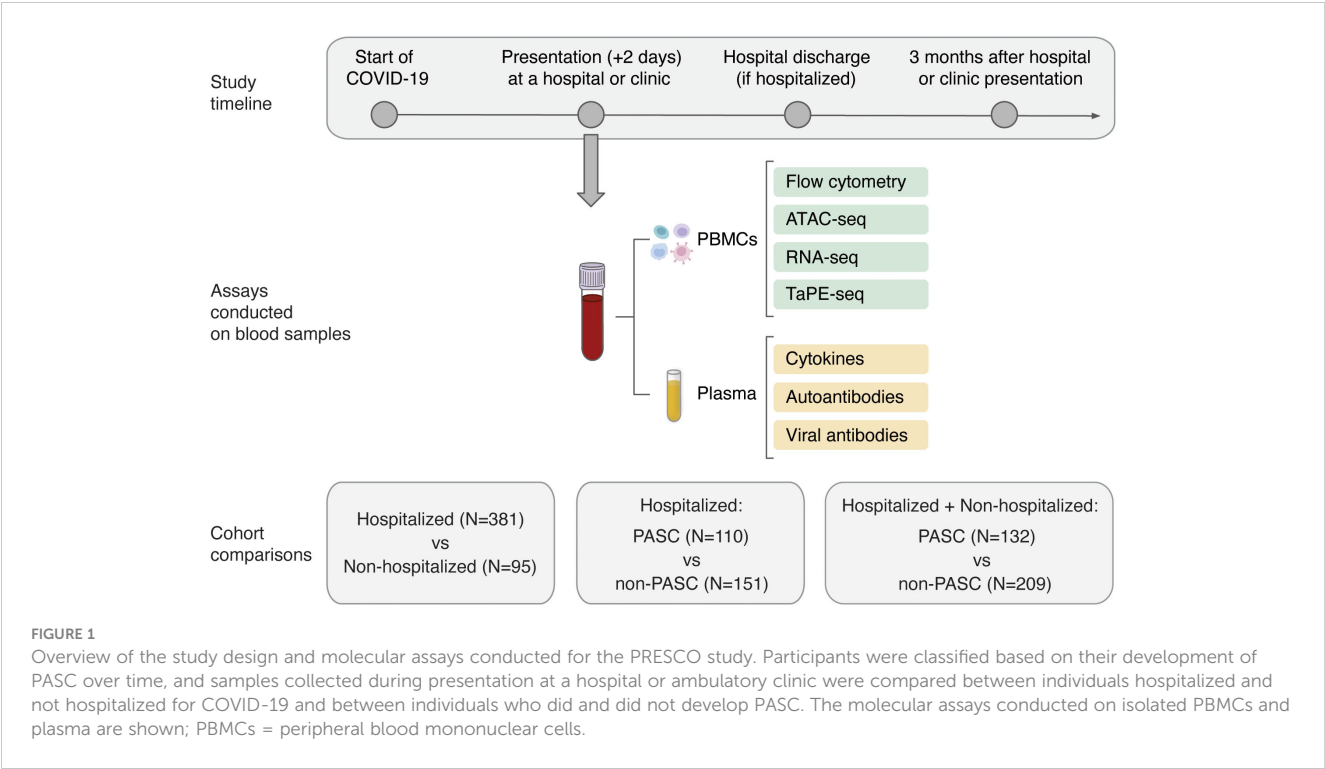 Study
timeline
Start of
COVID-19
Presentation (+2 days)
at a hospital or clinic
Hospital discharge
(if hospitalized)
3 months after hospital
or clinic presentation
Assays
conducted
on blood samples
PBMCs
Flow cytometry
ATAC-seq
RNA-seq
TaPE-seq
Plasma
Cytokines
Autoantibodies
Viral antibodies
Cohort
comparisons
Hospitalized (N=381)
vs
Non-hospitalized (N=95)
Hospitalized:
PASC (N=110)
vs
non-PASC (N=151)
Hospitalized + Non-hospitalized:
PASC (N=132)
vs
non-PASC (N=209)
FIGURE 1
Overview of the study design and molecular assays conducted for the PRESCO study. Participants were classified based on their development of
PASC over time, and samples collected during presentation at a hospital or ambulatory clinic were compared between individuals hospitalized and
not hospitalized for COVID-19 and between individuals who did and did not develop PASC. The molecular assays conducted on isolated PBMCs and
plasma are shown; PBMCs = peripheral blood mononuclear cells.